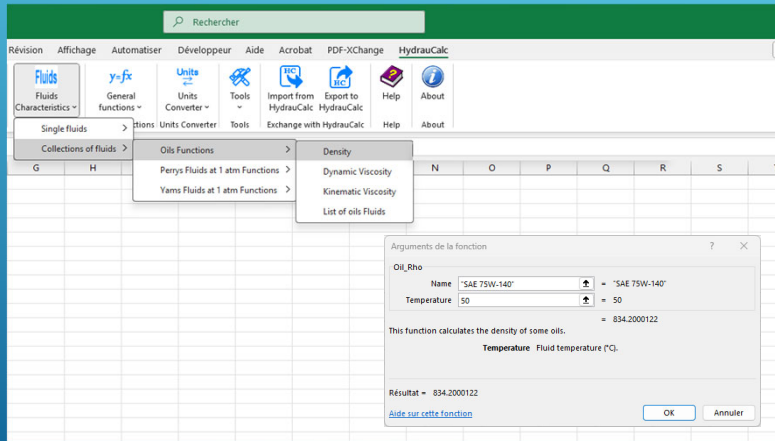 Rechercher
Révision Affichage Automatiser Développeur Aide Acrobat PDF-XChange HydrauCalc
Fluids y=fx Units HC HC ? i
Fluids Characteristics General functions Units Converter Tools Import from HydrauCalc Export to HydrauCalc Help About
ctions Units Converter Tools Exchange with HydrauCalc Help About
Single fluids
Collections of fluids
Oils Functions
Perrys Fluids at 1 atm Functions
Yams Fluids at 1 atm Functions
Density
Dynamic Viscosity
Kinematic Viscosity
List of oils Fluids
G H N O P Q R S
Arguments de la fonction ? ×
Oil_Rho
Name "SAE 75W-140" = "SAE 75W-140"
Temperature 50 = 50
= 834.2000122
This function calculates the density of some oils.
Temperature Fluid temperature (°C).
Résultat = 834.2000122
Aide sur cette fonction OK Annuler